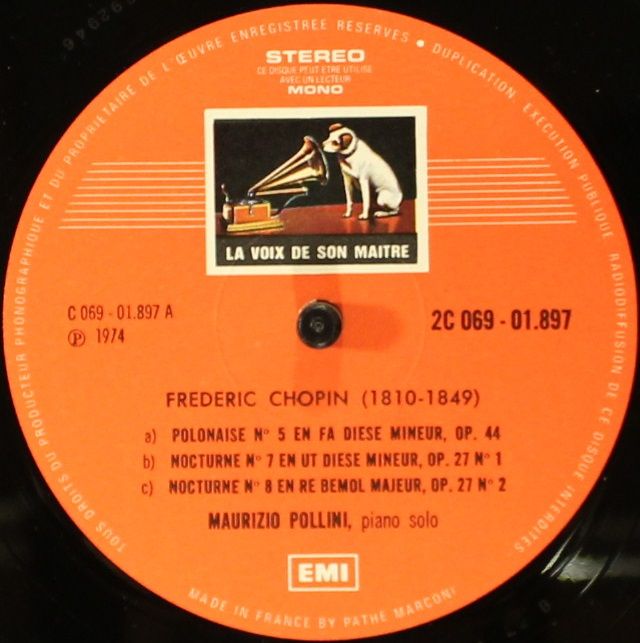 TOUS DROITS DU PRODUCTEUR PHONOGRAPHIQUE ET DU PROPRIETAIRE DE L'ŒUVRE ENREGISTREE RESERVES • DUPLICATION EXECUTION PUBLIQUE RADIODIFFUSION DE CE DISQUE INTERDITES
STEREO
CE DISQUE PEUT ETRE UTILISE
AVEC UN LECTEUR
MONO
LA VOIX DE SON MAITRE
C 069 - 01.897 A
℗ 1974
2C 069 - 01.897
FREDERIC CHOPIN (1810-1849)
a) POLONAISE N° 5 EN FA DIESE MINEUR, OP. 44
b) NOCTURNE N° 7 EN UT DIESE MINEUR, OP. 27 N° 1
c) NOCTURNE N° 8 EN RE BEMOL MAJEUR, OP. 27 N° 2
MAURIZIO POLLINI, piano solo
EMI
MADE IN FRANCE BY PATHE MARCONI